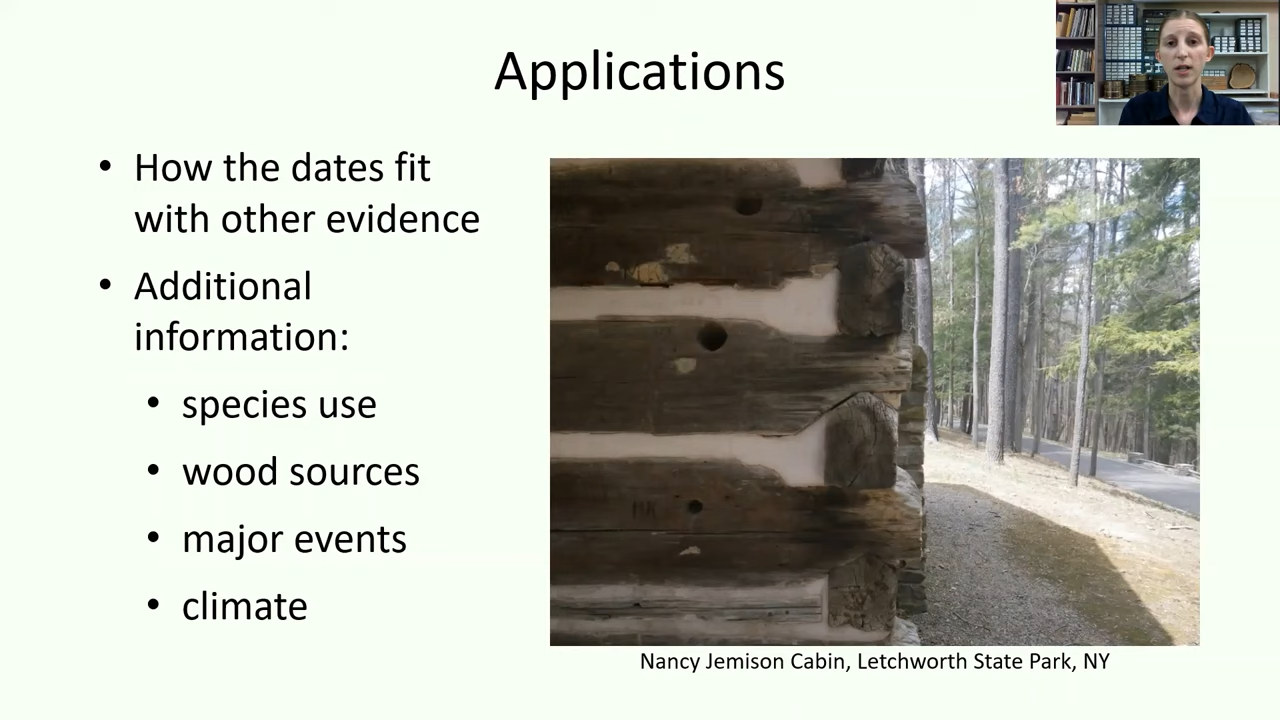 Applications
• How the dates fit
with other evidence
• Additional
information:
• species use
• wood sources
• major events
• climate
Nancy Jemison Cabin, Letchworth State Park, NY